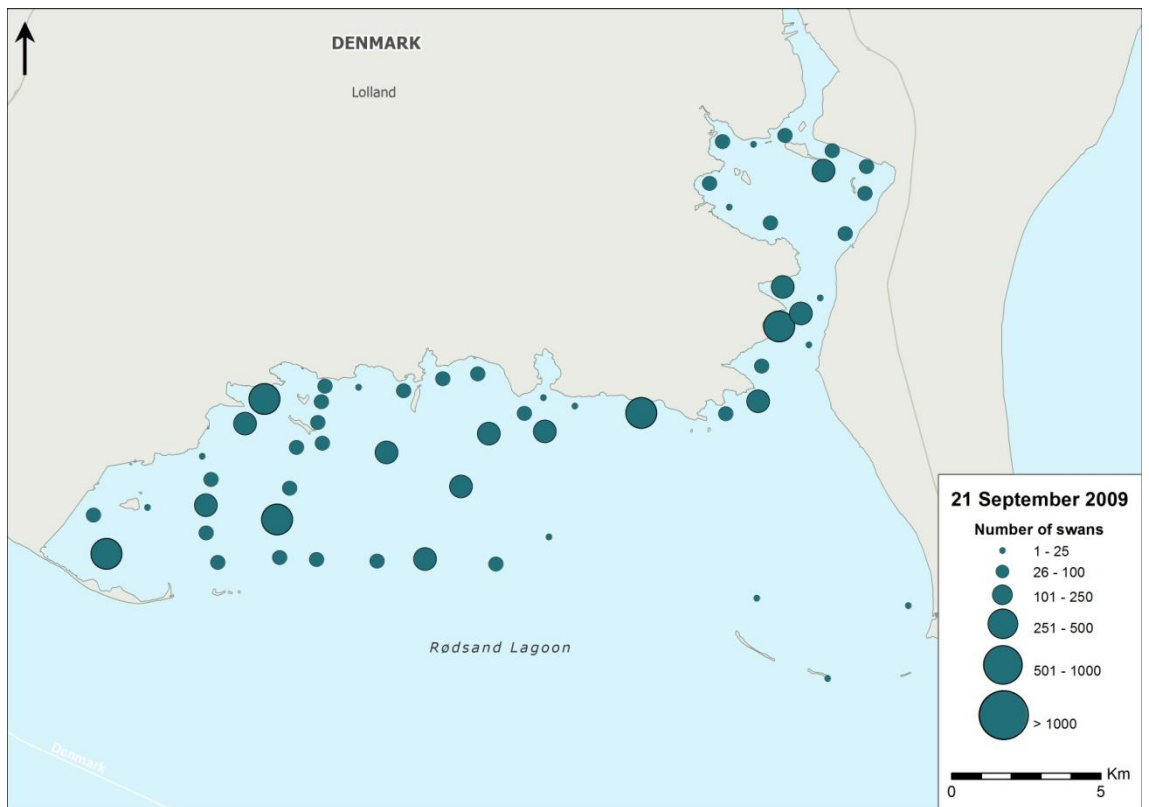 DENMARK
Lolland
Rødsand Lagoon
Denmark
21 September 2009
Number of swans
1 - 25
26 - 100
101 - 250
251 - 500
501 - 1000
> 1000
Km
0 5